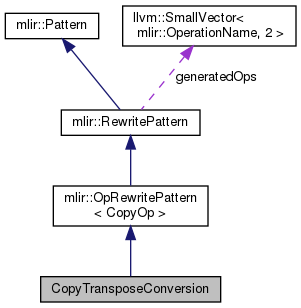 mlir::Pattern
llvm::SmallVector<
mlir::OperationName, 2 >
generatedOps
mlir::RewritePattern
mlir::OpRewritePattern
< CopyOp >
CopyTransposeConversion